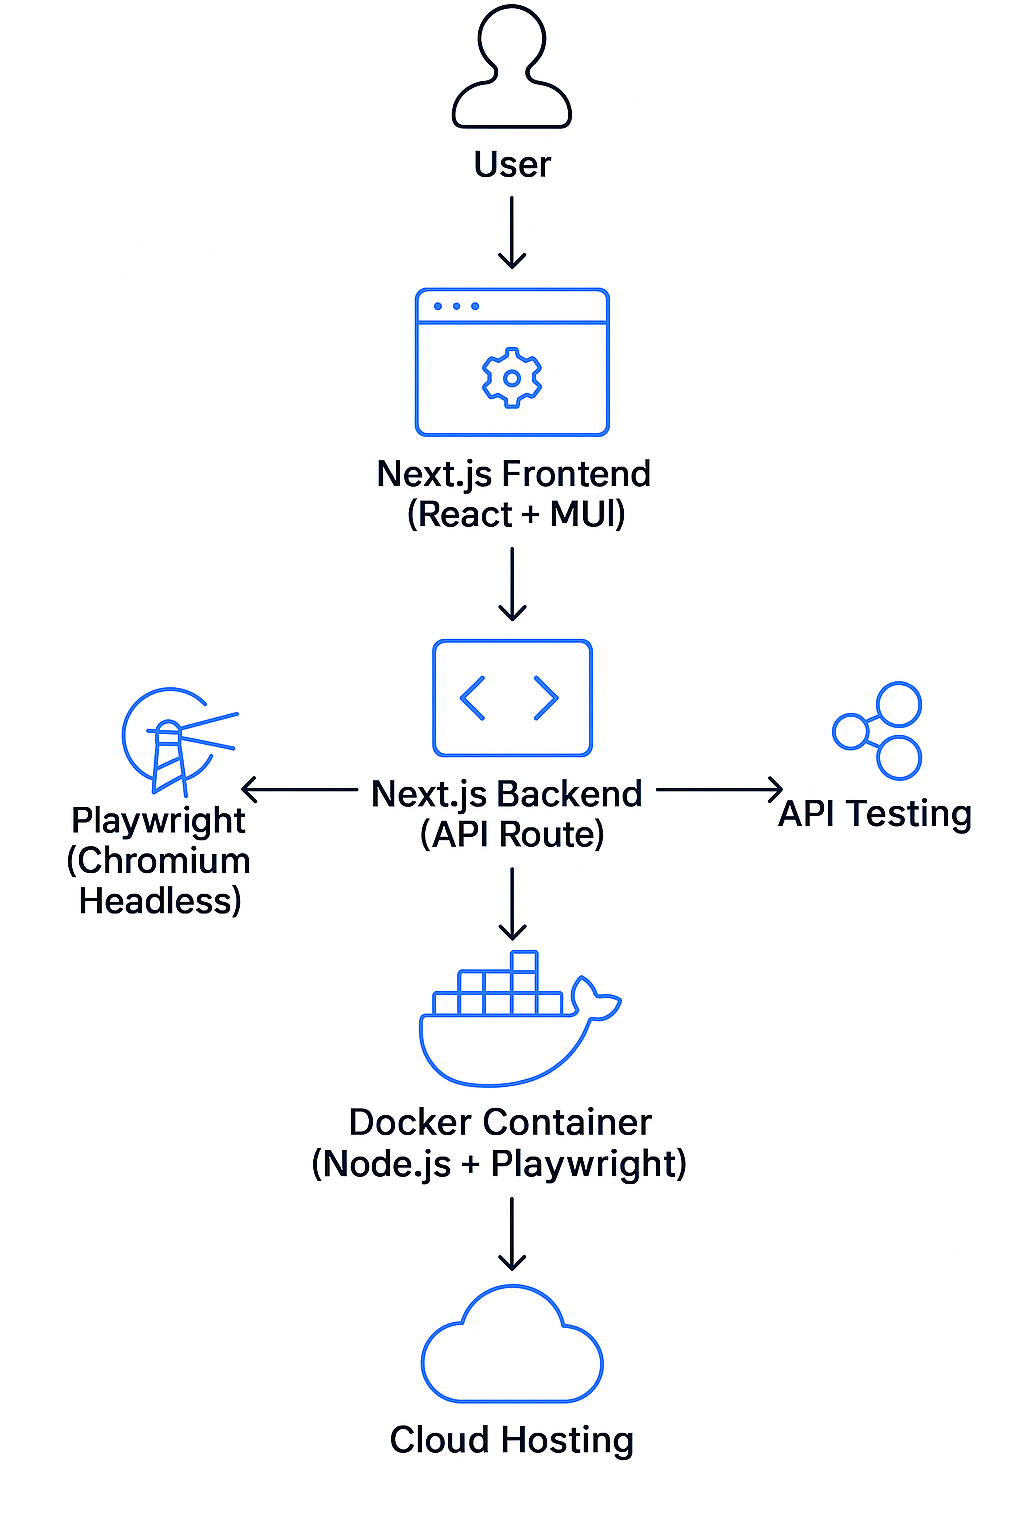 User
Next.js Frontend
(React + MUI)
Playwright
(Chromium
Headless)
Next.js Backend
(API Route)
API Testing
Docker Container
(Node.js + Playwright)
Cloud Hosting